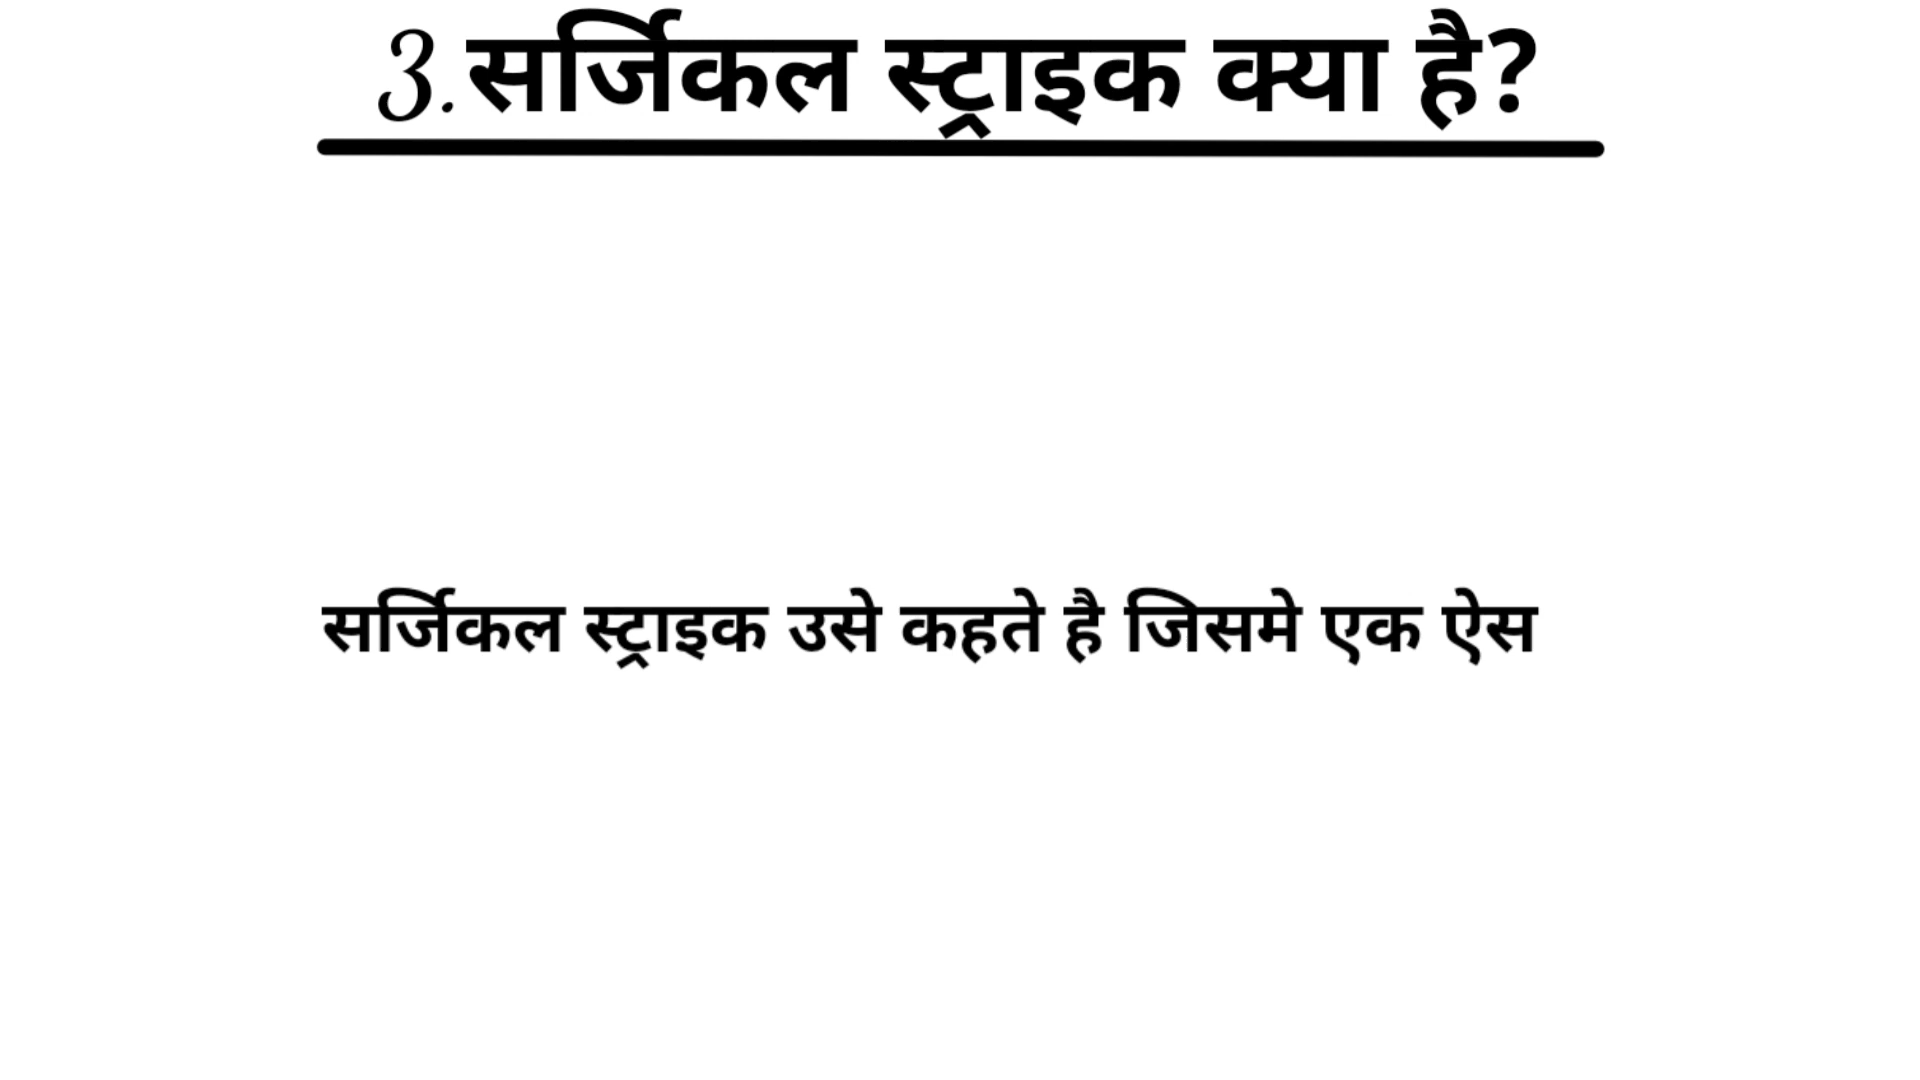 3.सर्जिकल स्ट्राइक क्या है?
सर्जिकल स्ट्राइक उसे कहते है जिसमे एक ऐस